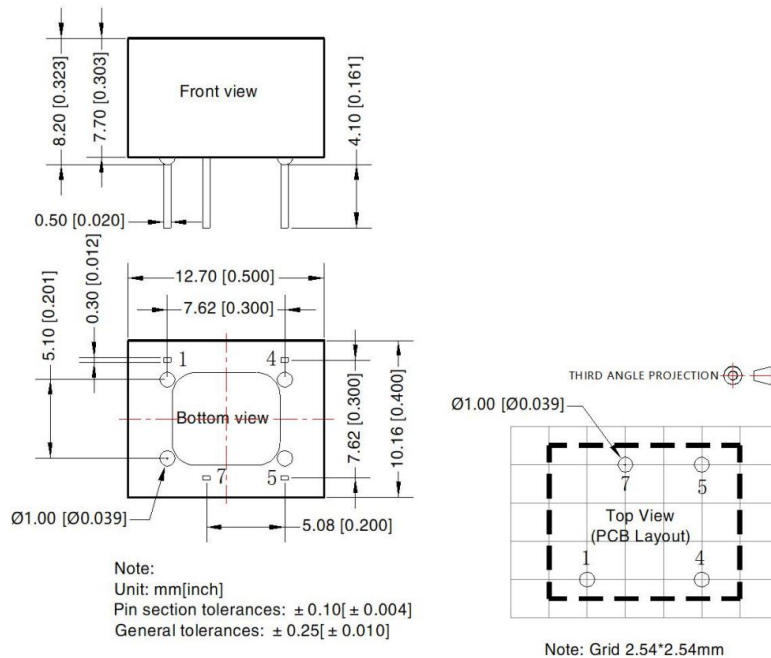 Front view
8.20 [0.323]
7.70 [0.303]
4.10 [0.161]
0.50 [0.020]
12.70 [0.500]
7.62 [0.300]
0.30 [0.012]
5.10 [0.201]
1
4
Bottom view
7
5
7.62 [0.300]
10.16 [0.400]
Ø1.00 [Ø0.039]
5.08 [0.200]
Note:
Unit: mm[inch]
Pin section tolerances: ±0.10[±0.004]
General tolerances: ±0.25[±0.010]
THIRD ANGLE PROJECTION
Ø1.00 [Ø0.039]
7
5
Top View
(PCB Layout)
1
4
Note: Grid 2.54*2.54mm